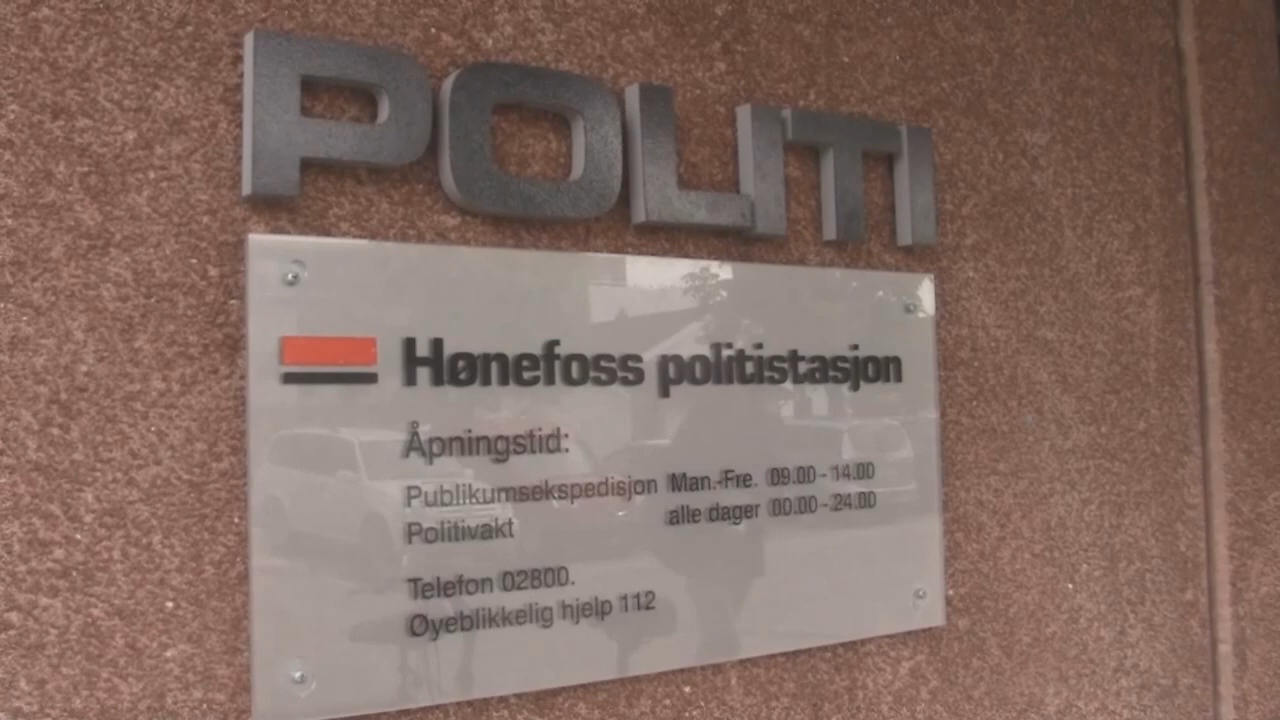 POLITI
Hønefoss politistasjon
Åpningstid:
Publikumsekspedisjon Man.-Fre. 09.00-14.00
Politivakt alle dager 00.00-24.00
Telefon 02800.
Øyeblikkelig hjelp 112